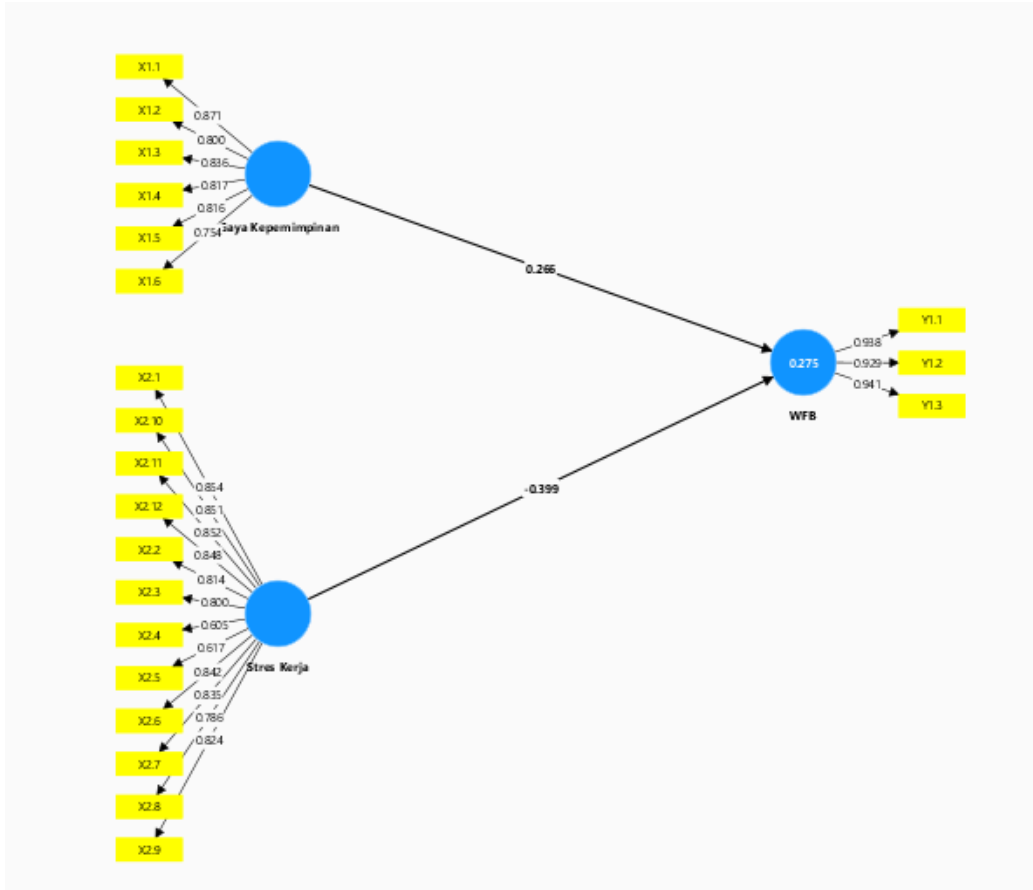 X1.1
0.871
X1.2
0.800
X1.3
0.836
X1.4
0.817
X1.5
0.816
X1.6
0.754
Gaya Kepemimpinan
0.266
X2.1
0.854
X2.10
0.851
X2.11
0.852
X2.12
0.848
X2.2
0.814
X2.3
0.800
X2.4
0.605
X2.5
0.617
X2.6
0.842
X2.7
0.835
X2.8
0.786
X2.9
0.824
Stres Kerja
-0.399
0.275
WFB
0.938
Y1.1
0.929
Y1.2
0.941
Y1.3